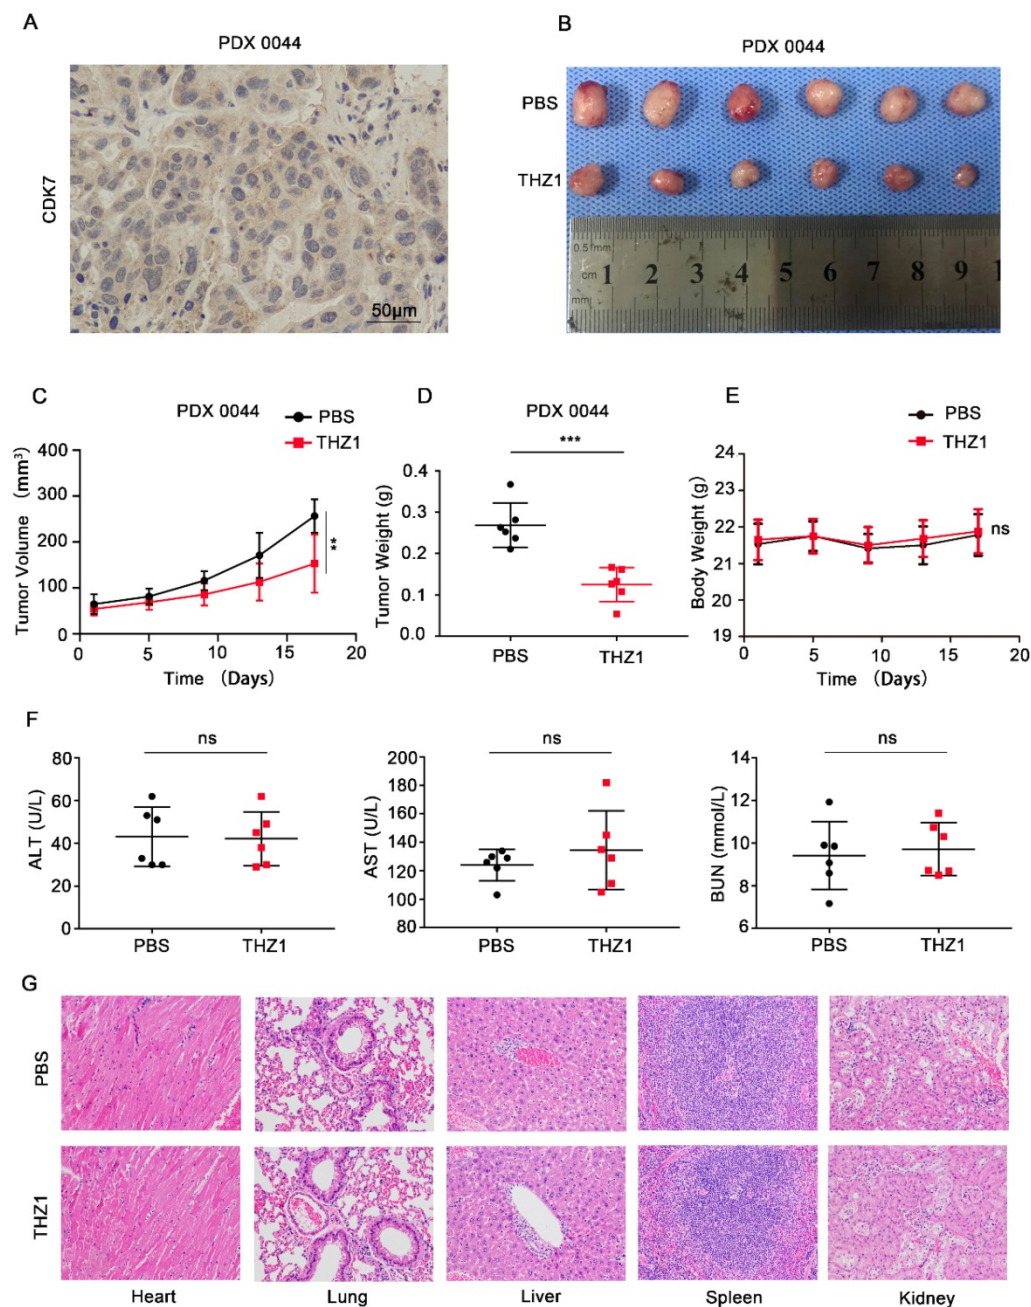 A
PDX 0044
CDK7
50μm
B
PDX 0044
PBS
THZ1
0.5mm
cm
mm
1 2 3 4 5 6 7 8 9 1
C
PDX 0044
PBS
THZ1
Tumor Volume (mm³)
400
300
200
100
0
**
0 5 10 15 20
Time (Days)
D
PDX 0044
***
Tumor Weight (g)
0.4
0.3
0.2
0.1
0.0
PBS THZ1
E
PBS
THZ1
Body Weight (g)
24
23
22
21
20
19
ns
0 5 10 15 20
Time (Days)
F
ns
ALT (U/L)
80
60
40
20
0
PBS THZ1
ns
AST (U/L)
200
180
160
140
120
100
80
PBS THZ1
ns
BUN (mmol/L)
14
12
10
8
6
PBS THZ1
G
PBS
THZ1
Heart Lung Liver Spleen Kidney